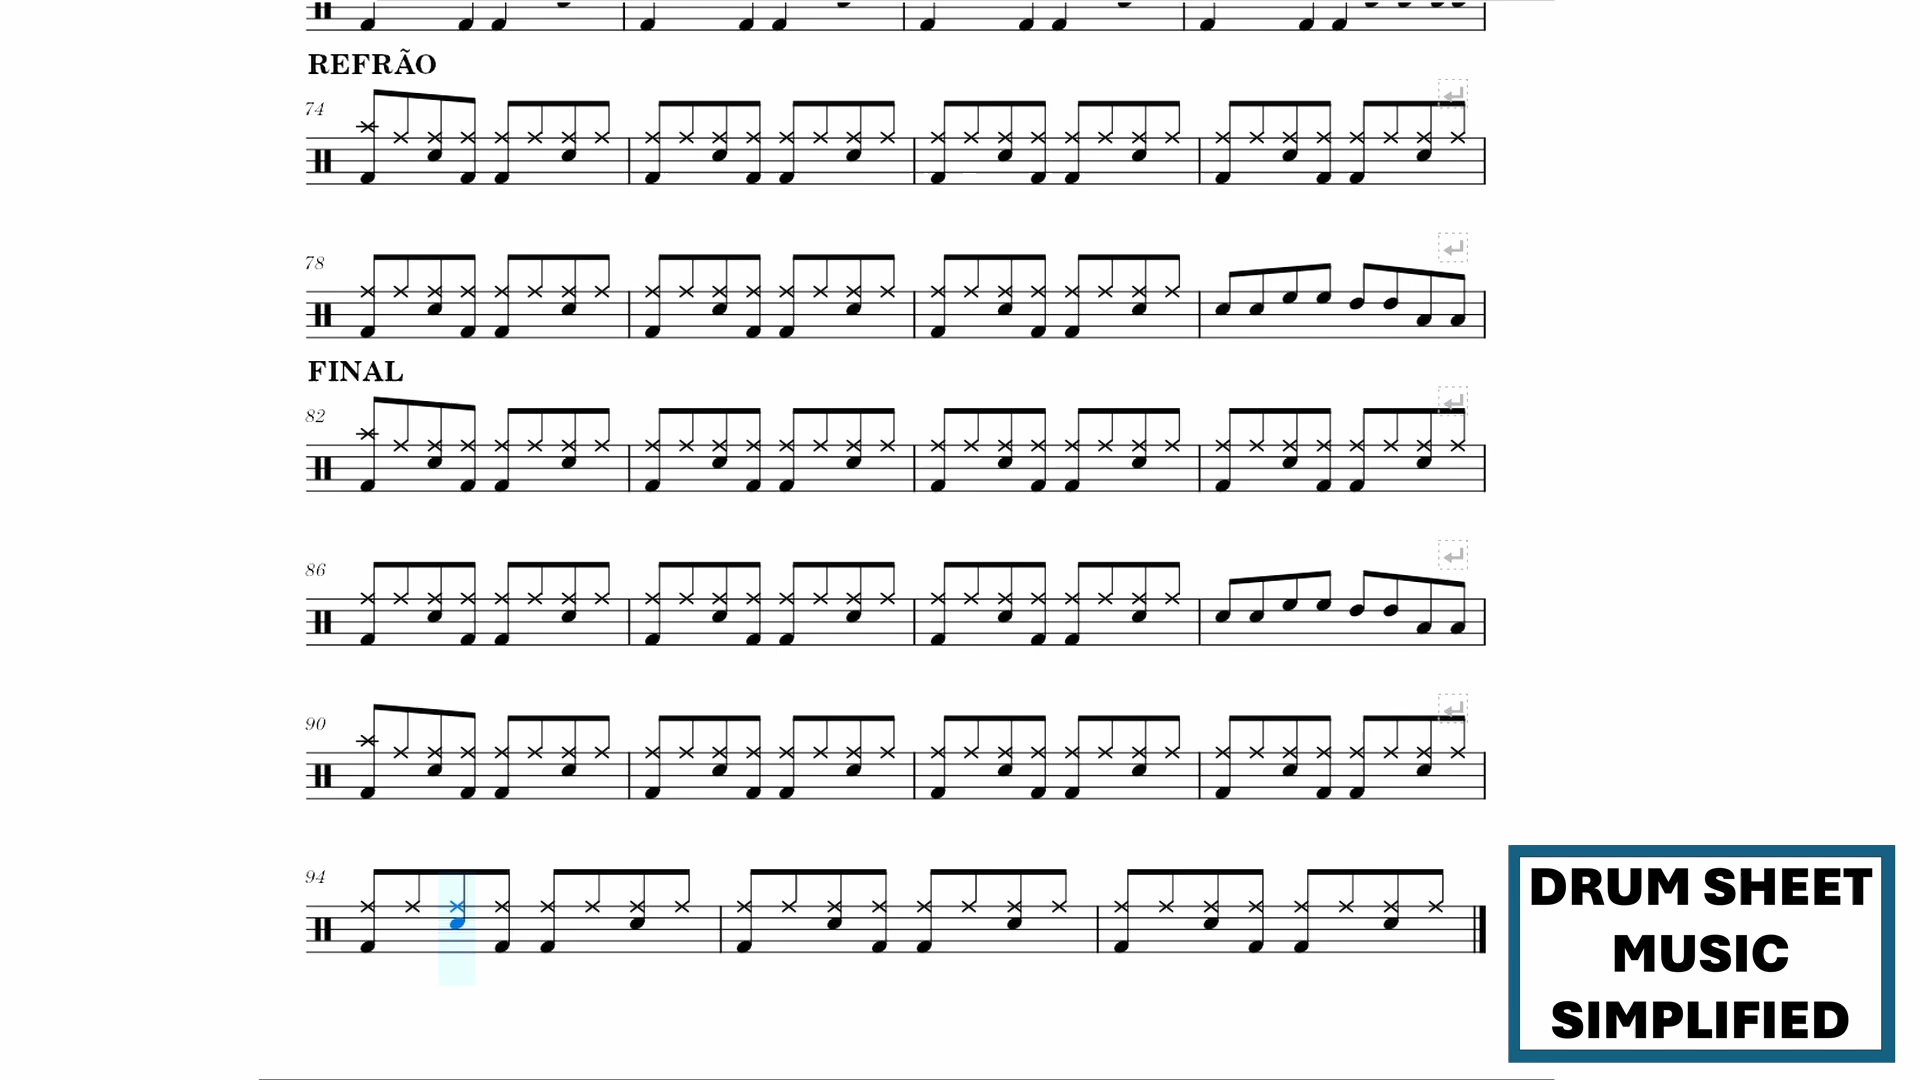 REFRÃO
74
78
FINAL
82
86
90
94
DRUM SHEET
MUSIC
SIMPLIFIED